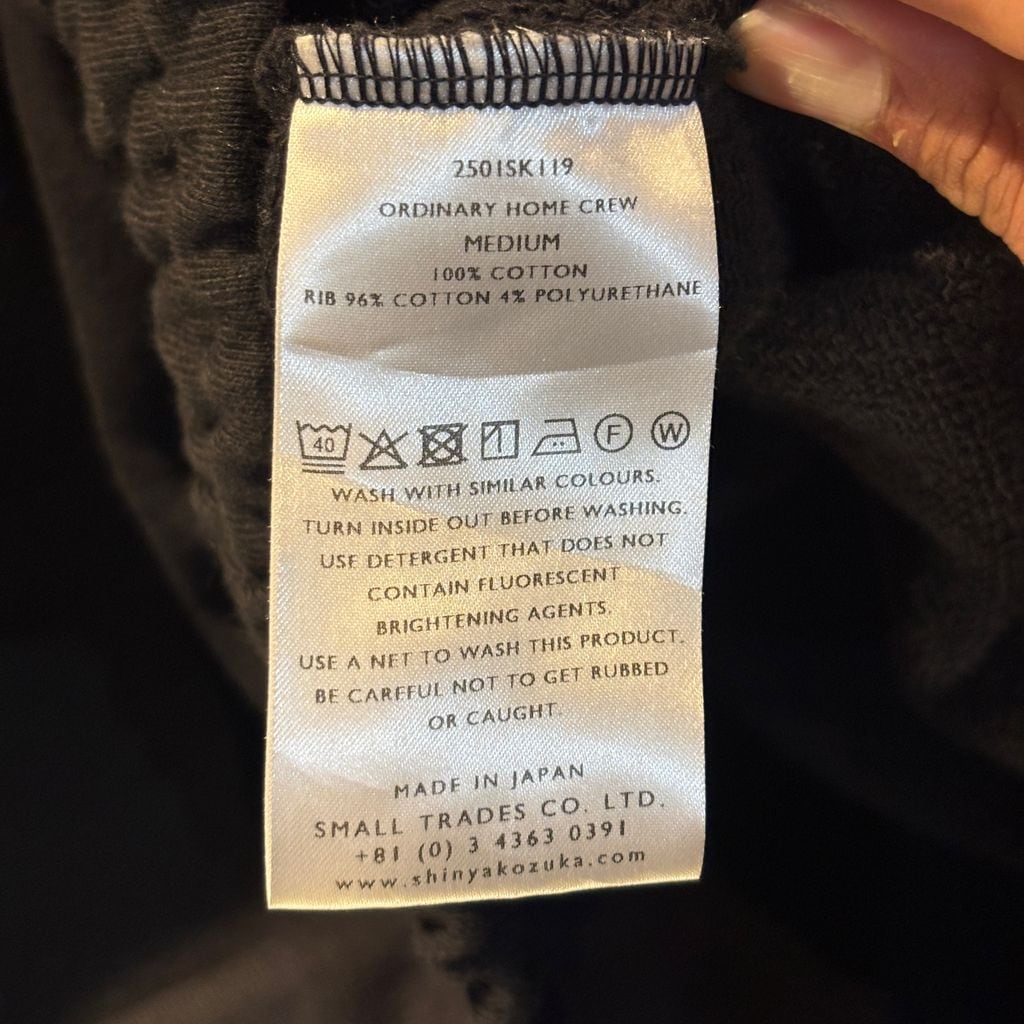 2501SK119
ORDINARY HOME CREW
MEDIUM
100% COTTON
RIB 96% COTTON 4% POLYURETHANE
40 F W
WASH WITH SIMILAR COLOURS.
TURN INSIDE OUT BEFORE WASHING.
USE DETERGENT THAT DOES NOT
CONTAIN FLUORESCENT
BRIGHTENING AGENTS.
USE A NET TO WASH THIS PRODUCT.
BE CAREFUL NOT TO GET RUBBED
OR CAUGHT.
MADE IN JAPAN
SMALL TRADES CO. LTD.
+81 (0) 3 4363 0391
www.shinyakozuka.com